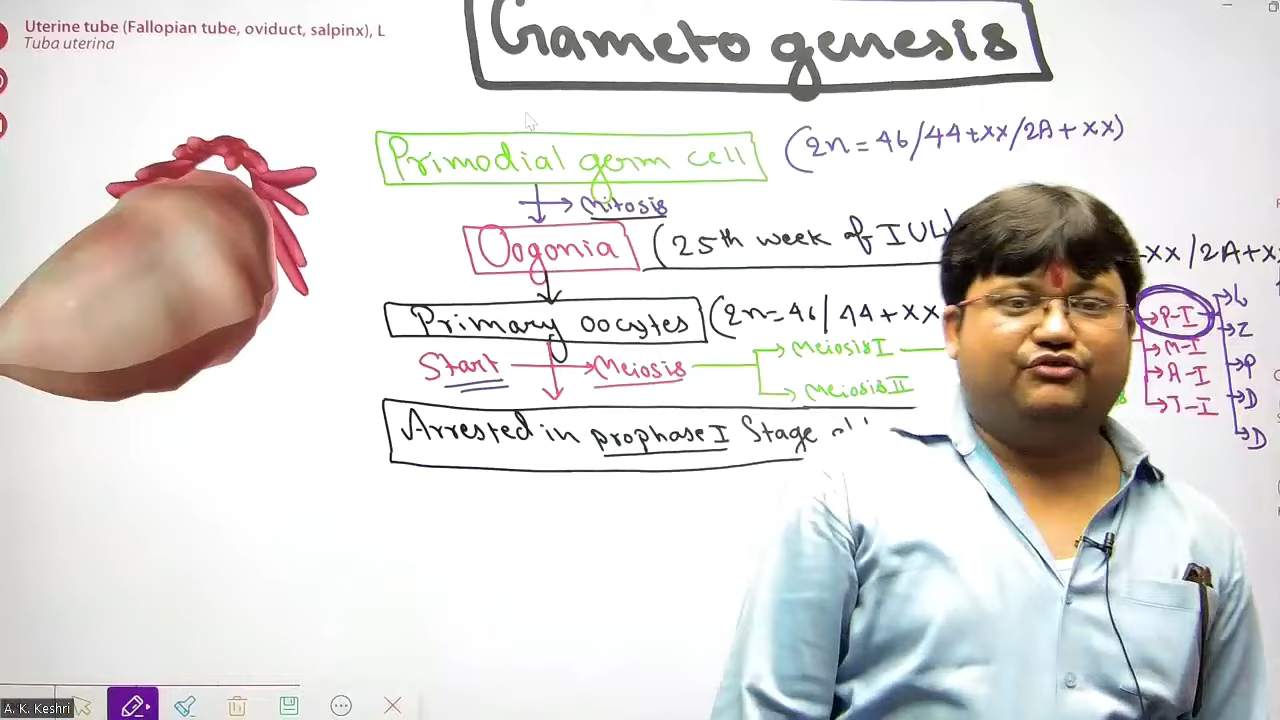 Uterine tube (Fallopian tube, oviduct, salpinx), L
Tuba uterina
Gameto genesis
Primodial germ cell (2n = 46/44+xx/2A+xx)
Mitosis
Oogonia (25th week of IUL) -xx/2A+x
Primary oocytes (2n=46/ 44+xx
P-I
L
Z
P
D
D
M-I
A-I
T-I
Start Meiosis Meiosis I
Meiosis II
Arrested in prophase I Stage
A. K. Keshri